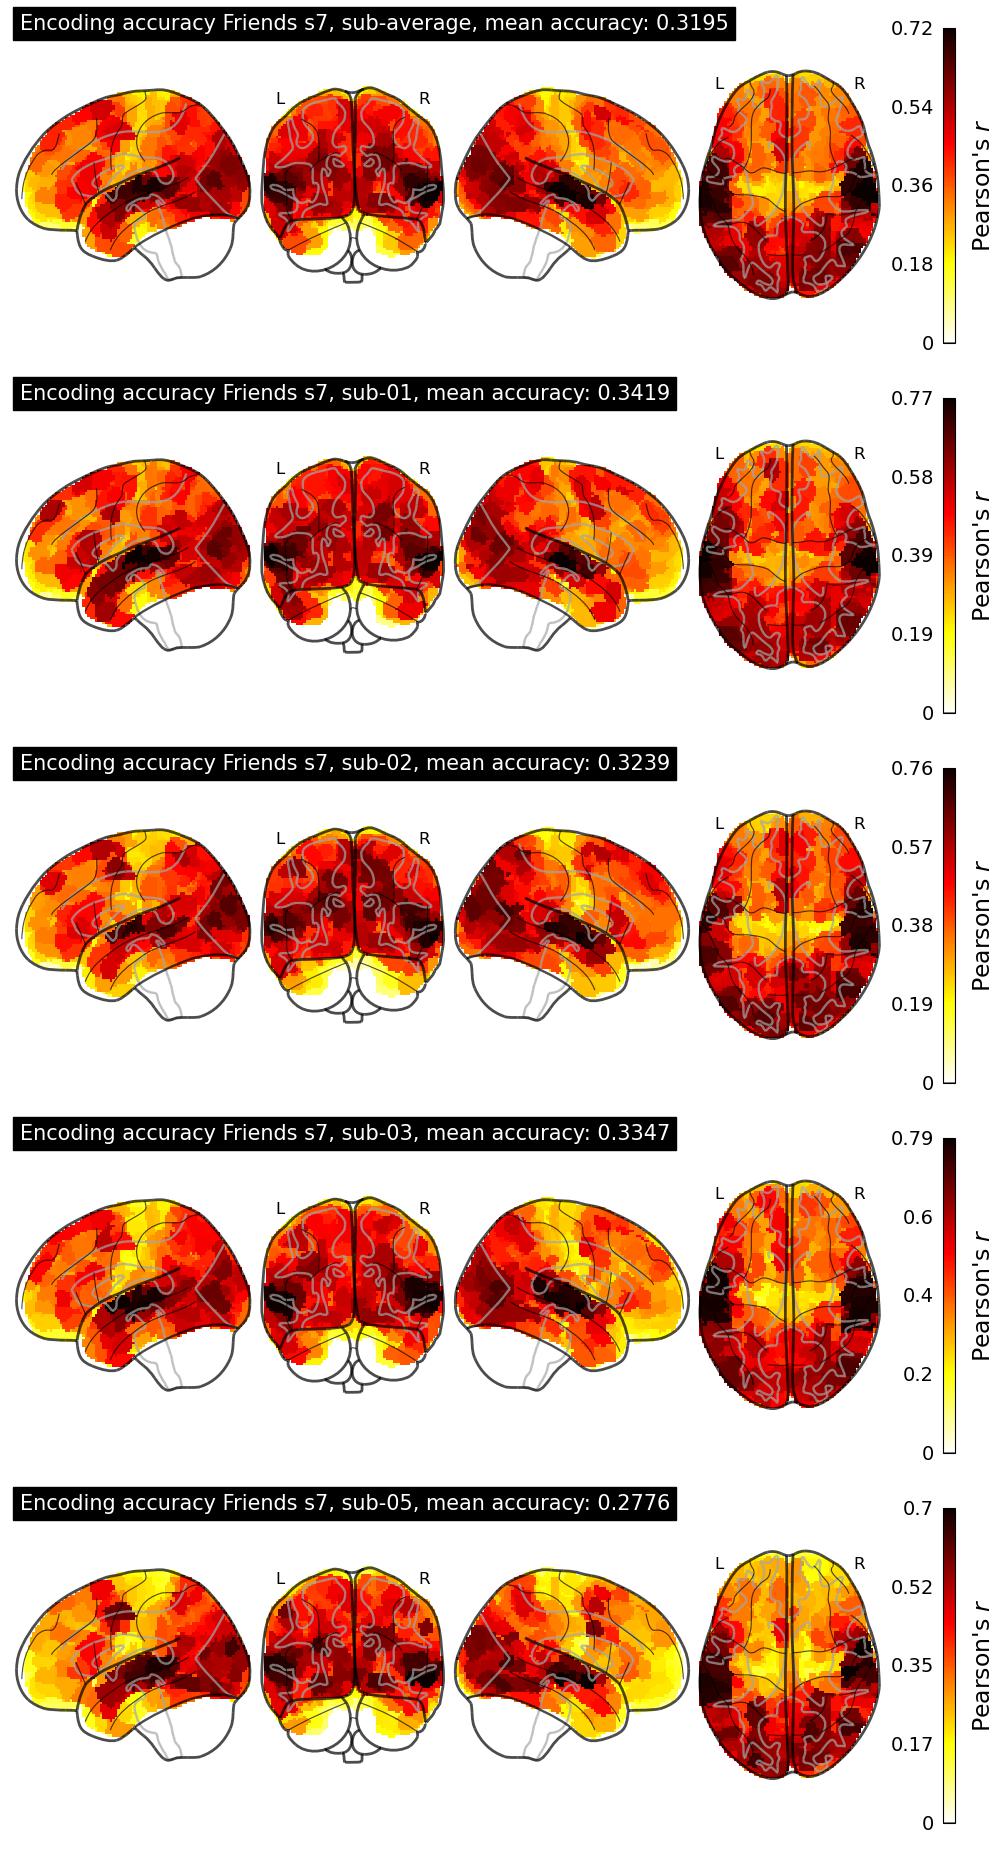 Encoding accuracy Friends s7, sub-average, mean accuracy: 0.3195
L R L R
0.72
0.54
0.36
0.18
0
Pearson's r
Encoding accuracy Friends s7, sub-01, mean accuracy: 0.3419
L R L R
0.77
0.58
0.39
0.19
0
Pearson's r
Encoding accuracy Friends s7, sub-02, mean accuracy: 0.3239
L R L R
0.76
0.57
0.38
0.19
0
Pearson's r
Encoding accuracy Friends s7, sub-03, mean accuracy: 0.3347
L R L R
0.79
0.6
0.4
0.2
0
Pearson's r
Encoding accuracy Friends s7, sub-05, mean accuracy: 0.2776
L R L R
0.7
0.52
0.35
0.17
0
Pearson's r